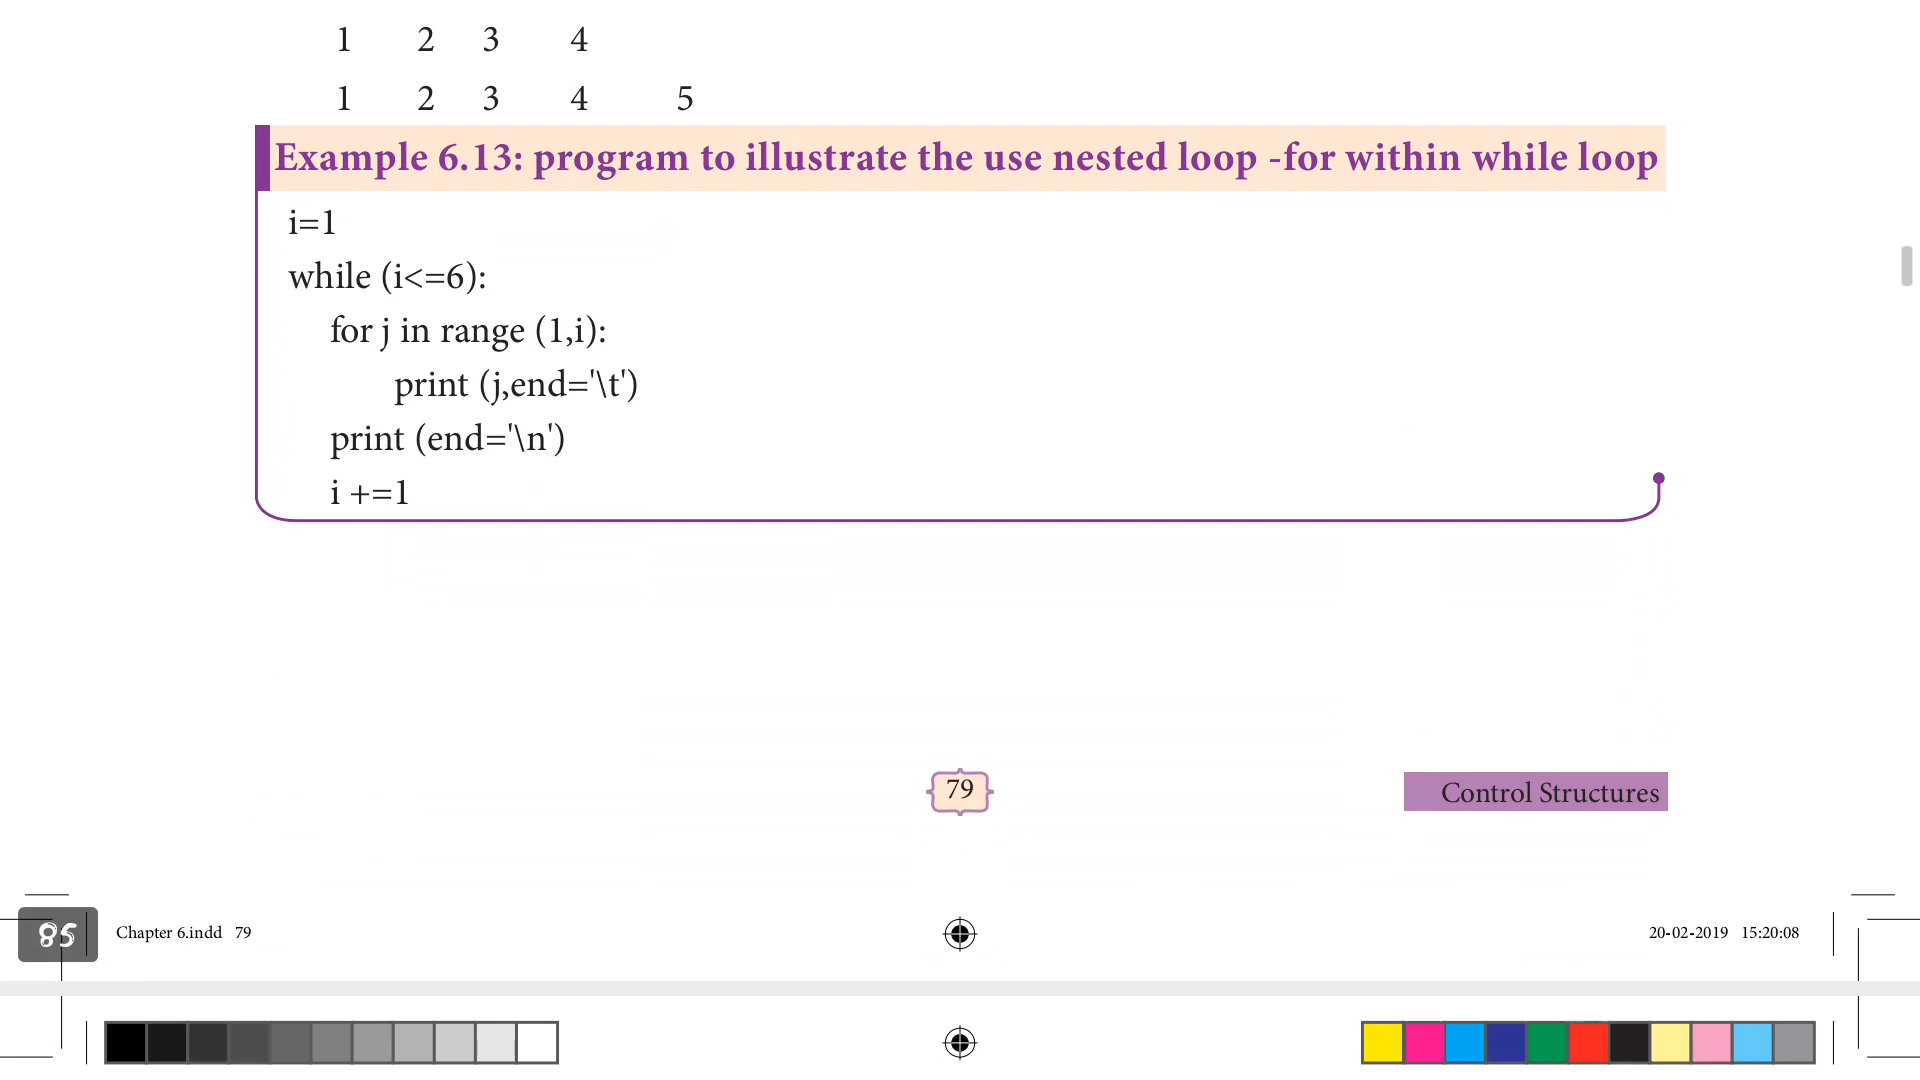 1 2 3 4
1 2 3 4 5
Example 6.13: program to illustrate the use nested loop -for within while loop
i=1
while (i<=6):
for j in range (1,i):
print (j,end='\t')
print (end='\n')
i +=1
79
Control Structures
85
Chapter 6.indd 79
20-02-2019 15:20:08